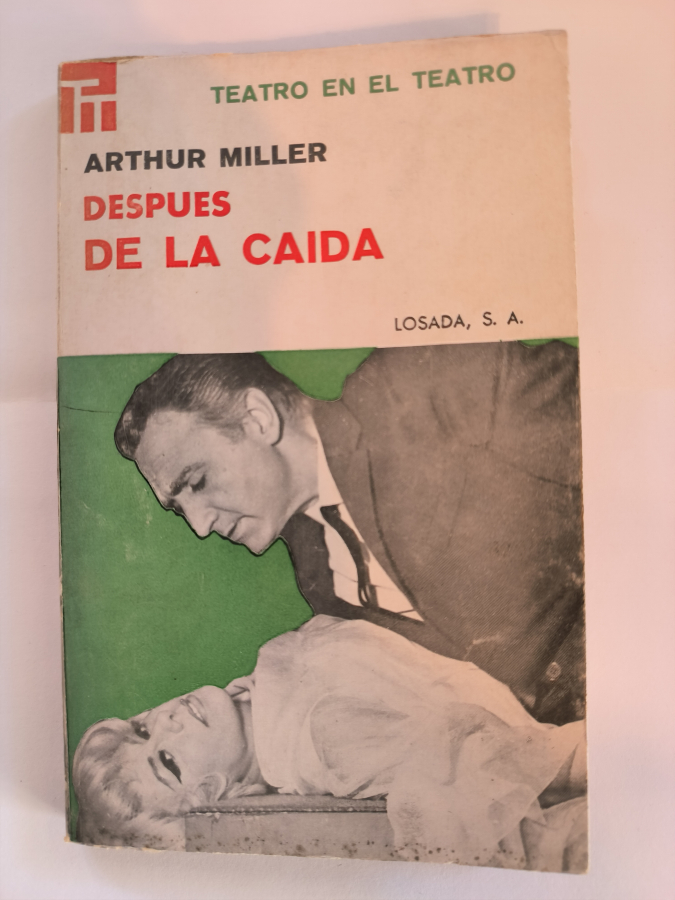 TEATRO EN EL TEATRO
ARTHUR MILLER
DESPUES
DE LA CAIDA
LOSADA, S. A.